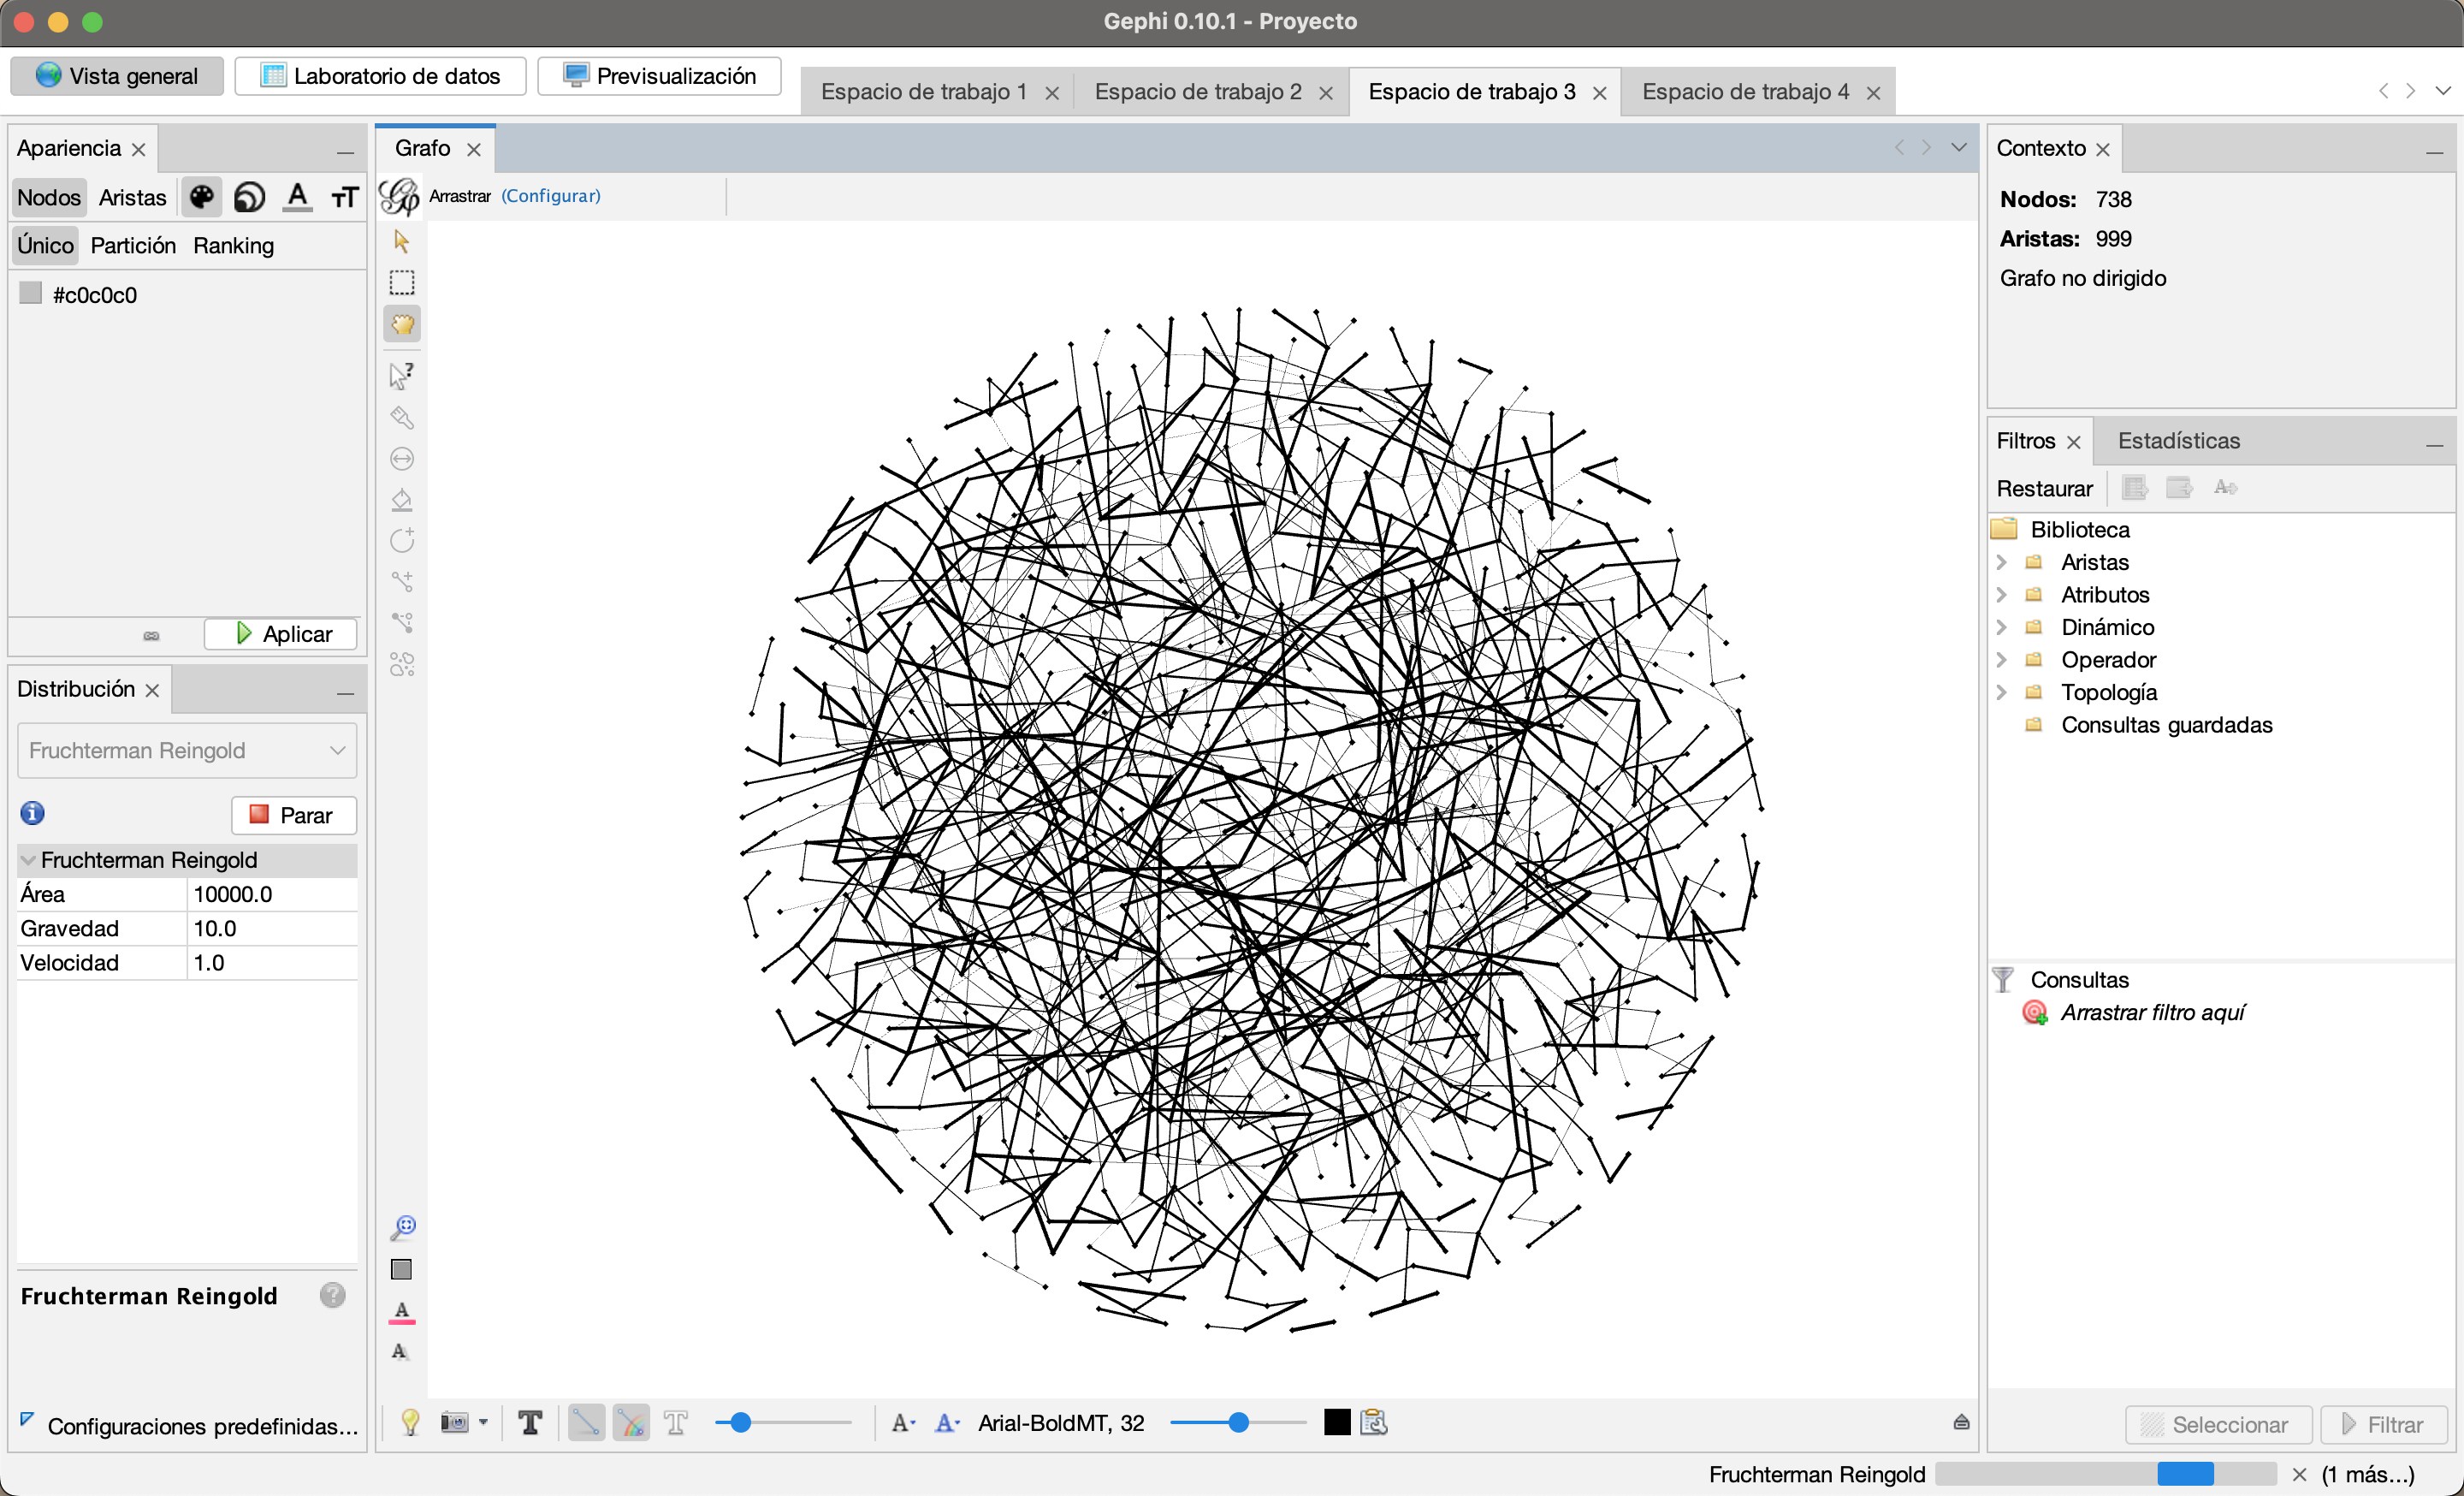 Gephi 0.10.1 - Proyecto
Vista general
Laboratorio de datos
Previsualización
Espacio de trabajo 1
Espacio de trabajo 2
Espacio de trabajo 3
Espacio de trabajo 4
Apariencia
Nodos
Aristas
Único
Partición
Ranking
#c0c0c0
Aplicar
Distribución
Fruchterman Reingold
Parar
Fruchterman Reingold
Área 10000.0
Gravedad 10.0
Velocidad 1.0
Fruchterman Reingold
Configuraciones predefinidas...
Grafo
Arrastrar (Configurar)
Arial-BoldMT, 32
Contexto
Nodos: 738
Aristas: 999
Grafo no dirigido
Filtros
Estadísticas
Restaurar
Biblioteca
Aristas
Atributos
Dinámico
Operador
Topología
Consultas guardadas
Consultas
Arrastrar filtro aquí
Seleccionar
Filtrar
Fruchterman Reingold
(1 más...)